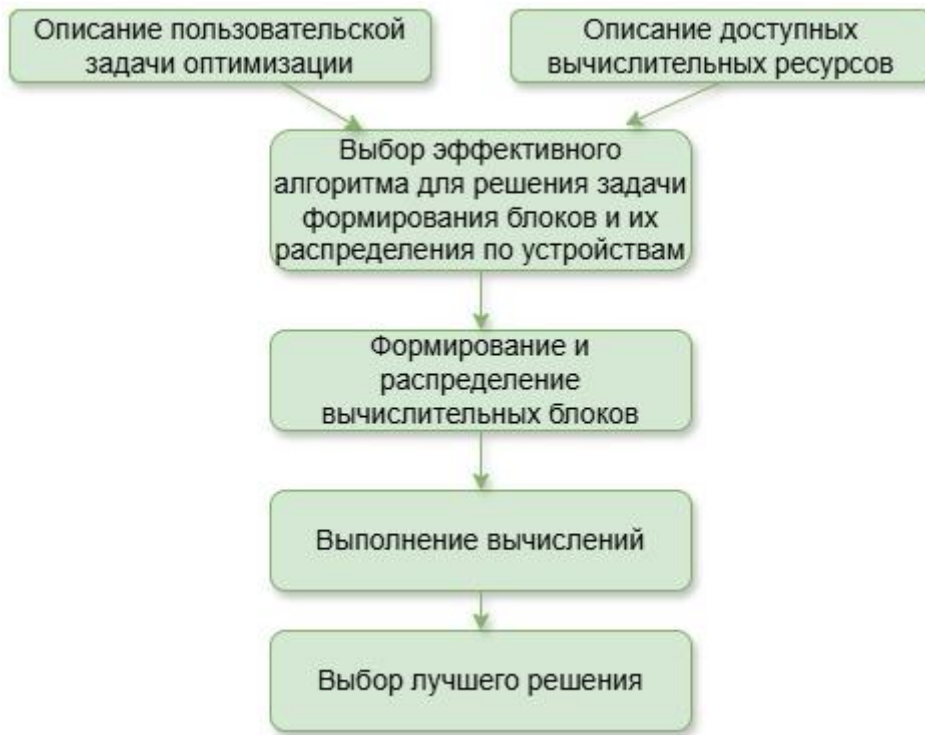 Описание пользовательской
задачи оптимизации
Описание доступных
вычислительных ресурсов
Выбор эффективного
алгоритма для решения задачи
формирования блоков и их
распределения по устройствам
Формирование и
распределение
вычислительных блоков
Выполнение вычислений
Выбор лучшего решения